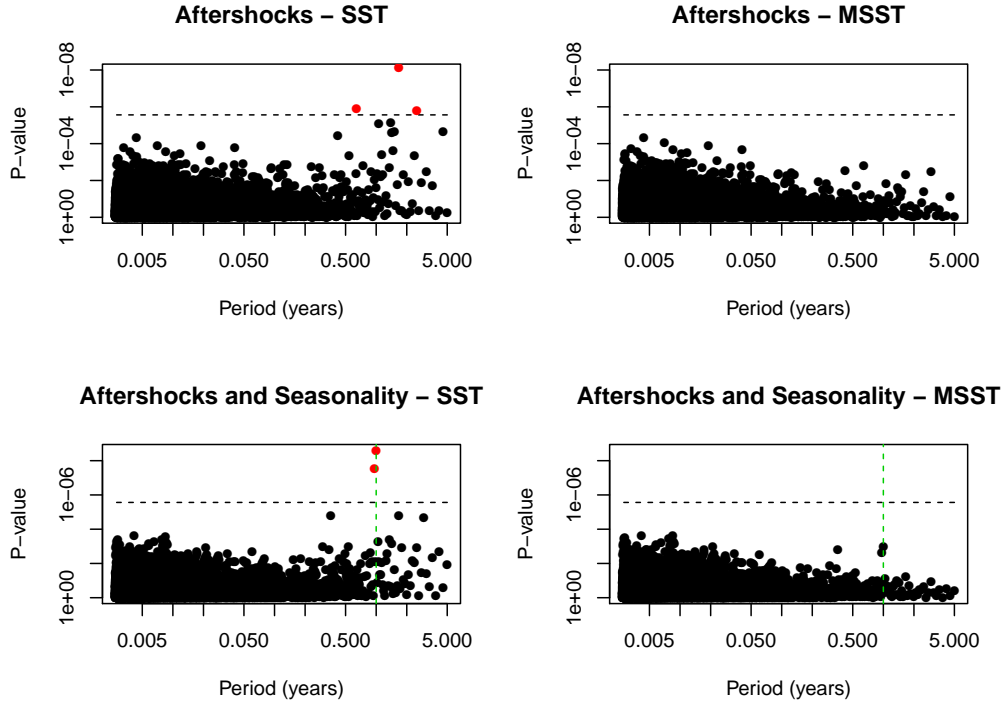 Aftershocks − SST
P−value
1e+00 1e−04 1e−08
0.005 0.050 0.500 5.000
Period (years)
Aftershocks − MSST
P−value
1e+00 1e−04 1e−08
0.005 0.050 0.500 5.000
Period (years)
Aftershocks and Seasonality − SST
P−value
1e+00 1e−06
0.005 0.050 0.500 5.000
Period (years)
Aftershocks and Seasonality − MSST
P−value
1e+00 1e−06
0.005 0.050 0.500 5.000
Period (years)